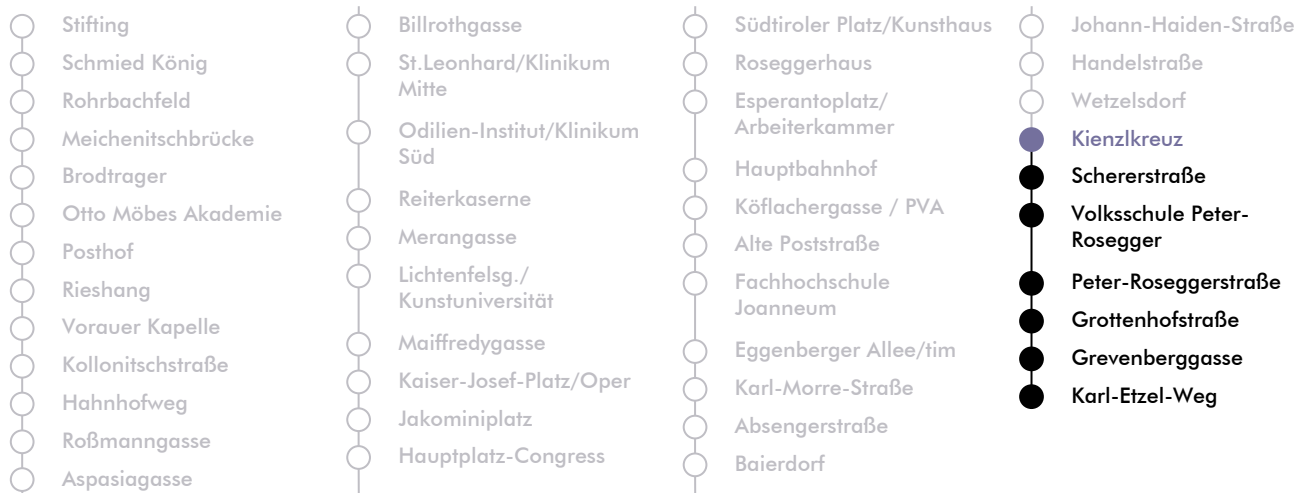 Stifting
Schmied König
Rohrbachfeld
Meichenitschbrücke
Brodtrager
Otto Möbes Akademie
Posthof
Rieshang
Vorauer Kapelle
Kollonitschstraße
Hahnhofweg
Roßmanngasse
Aspasiagasse
Billrothgasse
St.Leonhard/Klinikum
Mitte
Odilien-Institut/Klinikum
Süd
Reiterkaserne
Merangasse
Lichtenfelsg./
Kunstuniversität
Maiffredygasse
Kaiser-Josef-Platz/Oper
Jakominiplatz
Hauptplatz-Congress
Südtiroler Platz/Kunsthaus
Roseggerhaus
Esperantoplatz/
Arbeiterkammer
Hauptbahnhof
Köflachergasse / PVA
Alte Poststraße
Fachhochschule
Joanneum
Eggenberger Allee/tim
Karl-Morre-Straße
Absengerstraße
Baierdorf
Johann-Haiden-Straße
Handelstraße
Wetzelsdorf
Kienzlkreuz
Schererstraße
Volksschule Peter-
Rosegger
Peter-Roseggerstraße
Grottenhofstraße
Grevenberggasse
Karl-Etzel-Weg